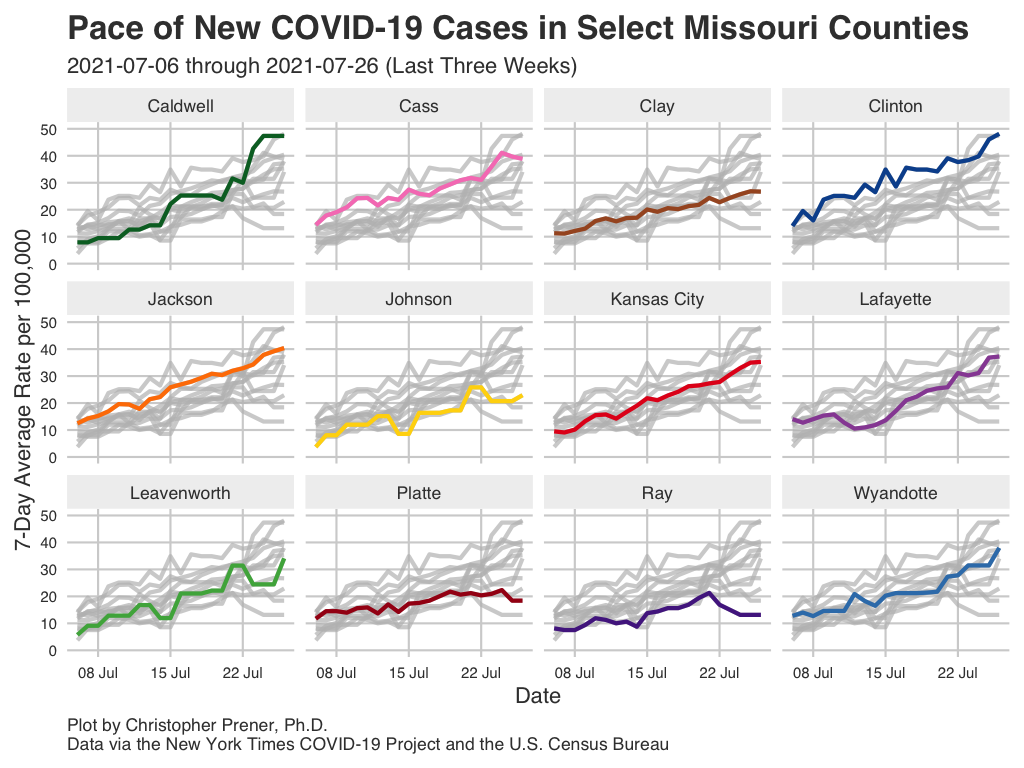 Pace of New COVID-19 Cases in Select Missouri Counties
2021-07-06 through 2021-07-26 (Last Three Weeks)
Caldwell Cass Clay Clinton
50
40
30
20
10
0
Jackson Johnson Kansas City Lafayette
50
40
30
20
10
0
Leavenworth Platte Ray Wyandotte
50
40
30
20
10
0
7-Day Average Rate per 100,000
08 Jul 15 Jul 22 Jul 08 Jul 15 Jul 22 Jul 08 Jul 15 Jul 22 Jul 08 Jul 15 Jul 22 Jul
Date
Plot by Christopher Prener, Ph.D.
Data via the New York Times COVID-19 Project and the U.S. Census Bureau